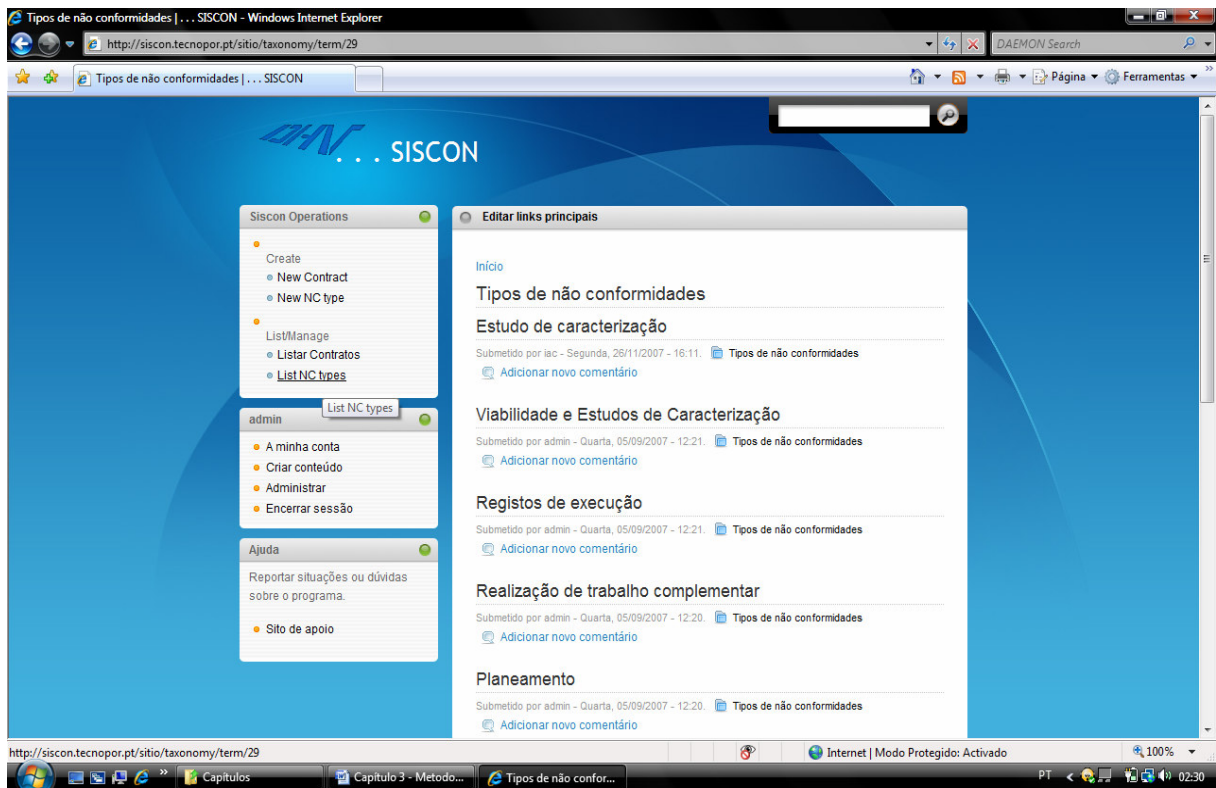 Tipos de não conformidades | . . . SISCON - Windows Internet Explorer
http://siscon.tecnopor.pt/sitio/taxonomy/term/29
DAEMON Search
Tipos de não conformidades | . . . SISCON
Página
Ferramentas
DHV. . . SISCON
Siscon Operations
Create
New Contract
New NC type
List/Manage
Listar Contratos
List NC types
List NC types
admin
A minha conta
Criar conteúdo
Administrar
Encerrar sessão
Ajuda
Reportar situações ou dúvidas
sobre o programa.
Sito de apoio
Editar links principais
Início
Tipos de não conformidades
Estudo de caracterização
Submetido por iac - Segunda, 26/11/2007 - 16:11. Tipos de não conformidades
Adicionar novo comentário
Viabilidade e Estudos de Caracterização
Submetido por admin - Quarta, 05/09/2007 - 12:21. Tipos de não conformidades
Adicionar novo comentário
Registos de execução
Submetido por admin - Quarta, 05/09/2007 - 12:21. Tipos de não conformidades
Adicionar novo comentário
Realização de trabalho complementar
Submetido por admin - Quarta, 05/09/2007 - 12:20. Tipos de não conformidades
Adicionar novo comentário
Planeamento
Submetido por admin - Quarta, 05/09/2007 - 12:20. Tipos de não conformidades
Adicionar novo comentário
http://siscon.tecnopor.pt/sitio/taxonomy/term/29
Internet | Modo Protegido: Activado
100%
Capítulos
Capítulo 3 - Metodo...
Tipos de não confor...
PT
02:30